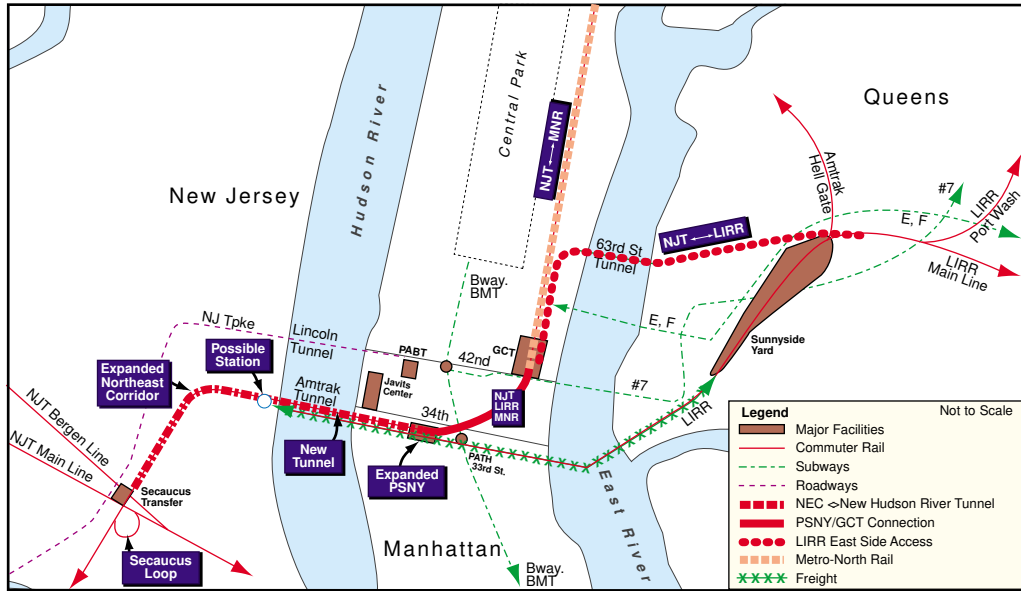 Queens
Central Park
Hudson River
NJT ←→ MNR
New Jersey
Amtrak
Hell Gate
#7
LIRR
Port Wash
E, F
NJT ←→ LIRR
63rd St
Tunnel
LIRR
Main Line
Bway.
BMT
E, F
NJ Tpke
Lincoln
Tunnel
PABT
42nd
GCT
Sunnyside
Yard
Possible
Station
Expanded
Northeast
Corridor
Amtrak
Tunnel
Javits
Center
34th
NJT
LIRR
MNR
#7
LIRR
NJT Bergen Line
NJT Main Line
New
Tunnel
Expanded
PSNY
PATH
33rd St.
East River
Secaucus
Transfer
Secaucus
Loop
Manhattan
Bway.
BMT
Legend
Not to Scale
Major Facilities
Commuter Rail
Subways
Roadways
NEC <>New Hudson River Tunnel
PSNY/GCT Connection
LIRR East Side Access
Metro-North Rail
Freight